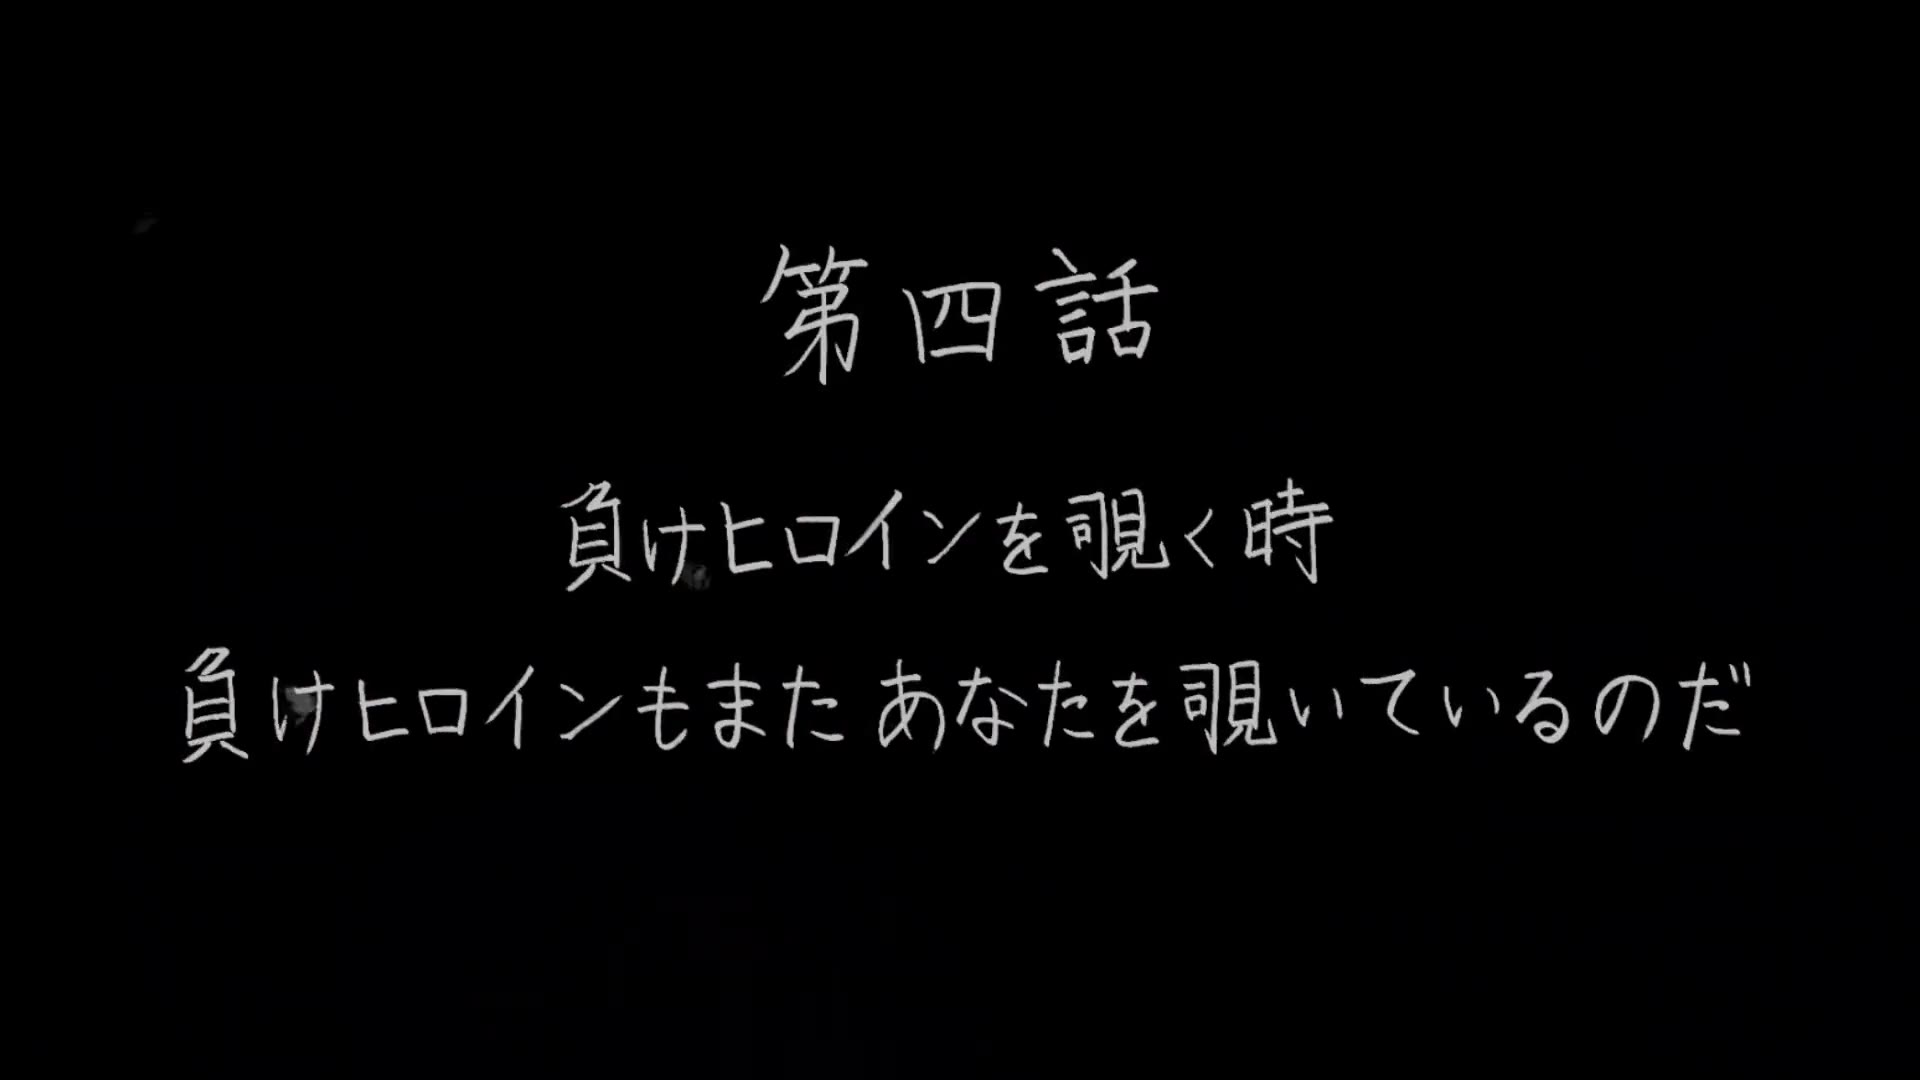 第四話
負けヒロインを覗く時
負けヒロインもまた あなたを覗いているのだ